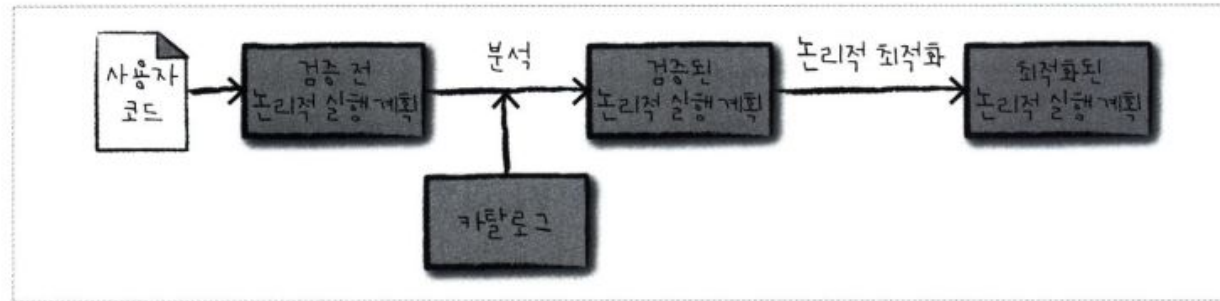 사용자
코드
검증 전
논리적 실행 계획
분석
검증된
논리적 실행 계획
논리적 최적화
최적화된
논리적 실행 계획
카탈로그